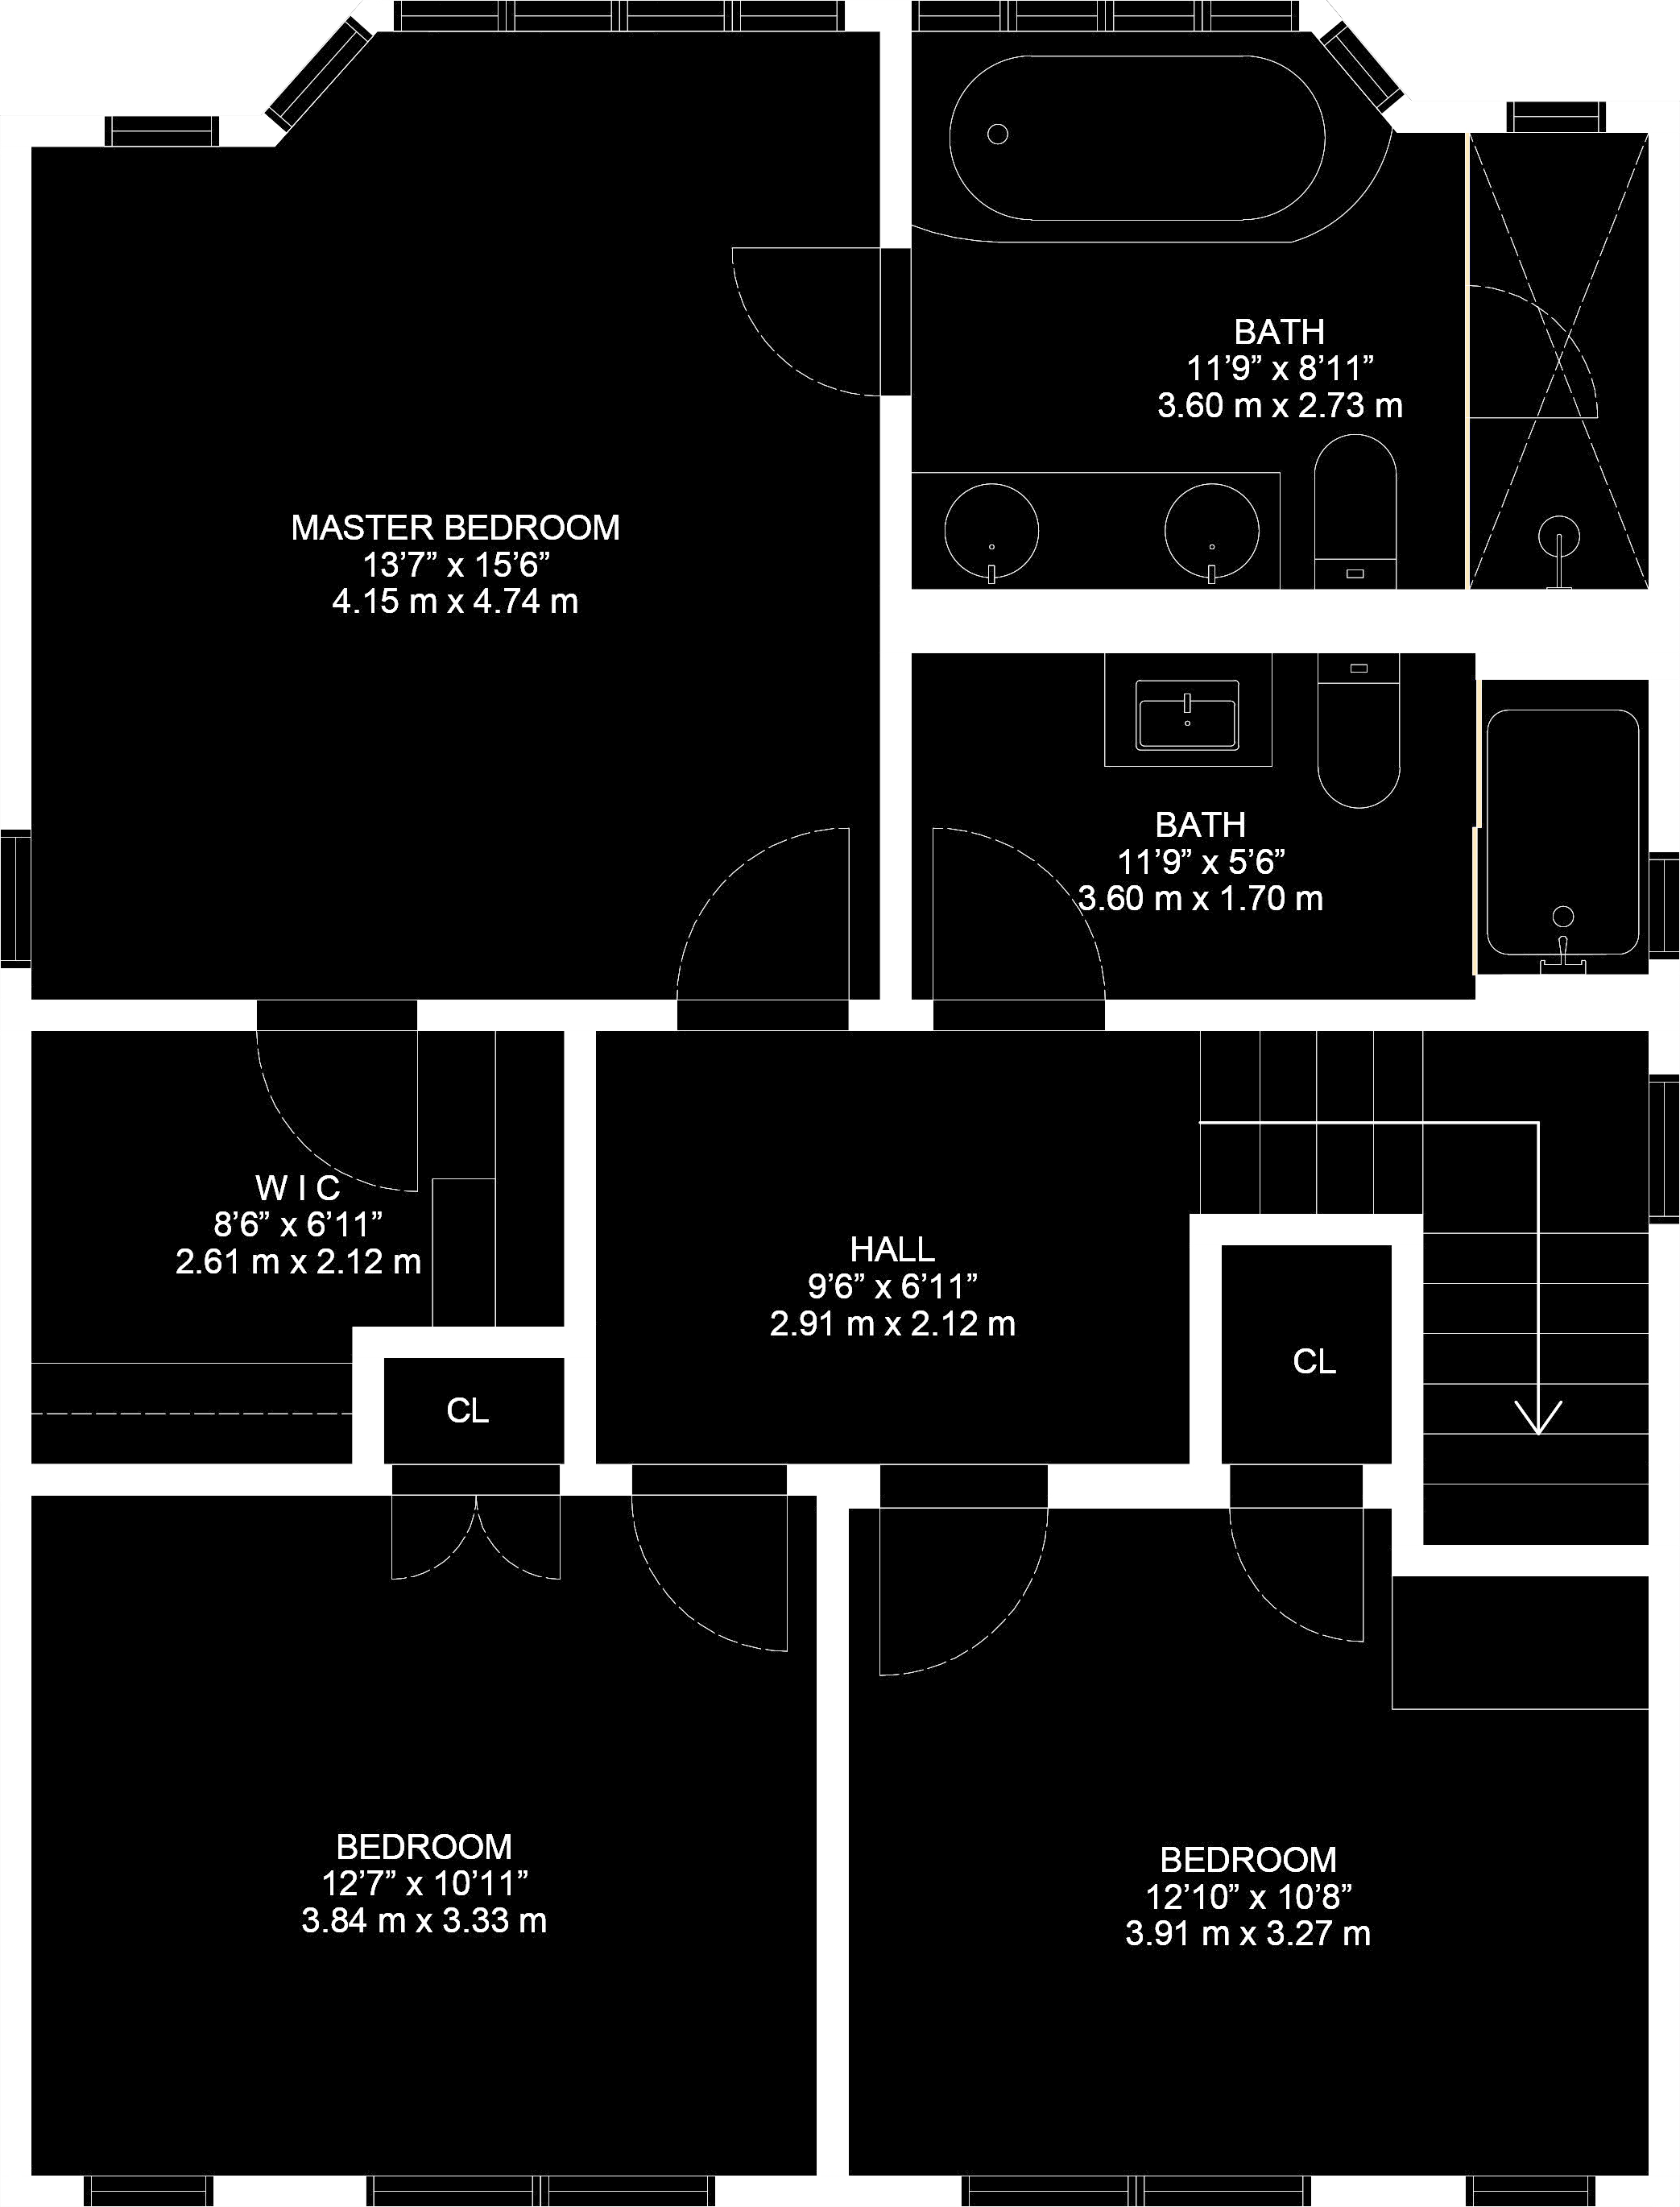 BATH
11’9” x 8’11”
3.60 m x 2.73 m
MASTER BEDROOM
13’7” x 15’6”
4.15 m x 4.74 m
BATH
11’9” x 5’6”
3.60 m x 1.70 m
W I C
8’6” x 6’11”
2.61 m x 2.12 m
HALL
9’6” x 6’11”
2.91 m x 2.12 m
CL
CL
BEDROOM
12’7” x 10’11”
3.84 m x 3.33 m
BEDROOM
12’10” x 10’8”
3.91 m x 3.27 m